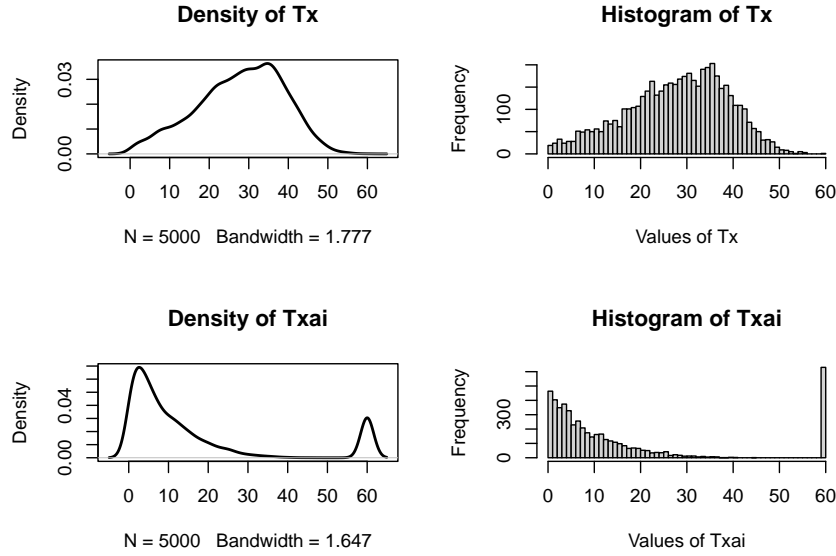 Density of Tx
Density
0.00 0.03
0 10 20 30 40 50 60
N = 5000 Bandwidth = 1.777
Histogram of Tx
Frequency
0 100
0 10 20 30 40 50 60
Values of Tx
Density of Txai
Density
0.00 0.04
0 10 20 30 40 50 60
N = 5000 Bandwidth = 1.647
Histogram of Txai
Frequency
0 300
0 10 20 30 40 50 60
Values of Txai